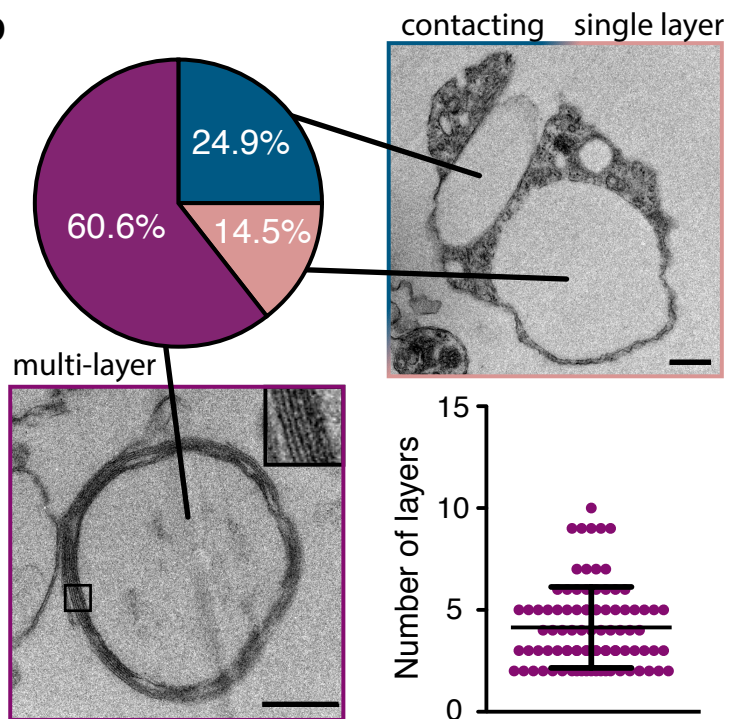 contacting single layer
24.9%
60.6%
14.5%
multi-layer
Number of layers
15
10
5
0